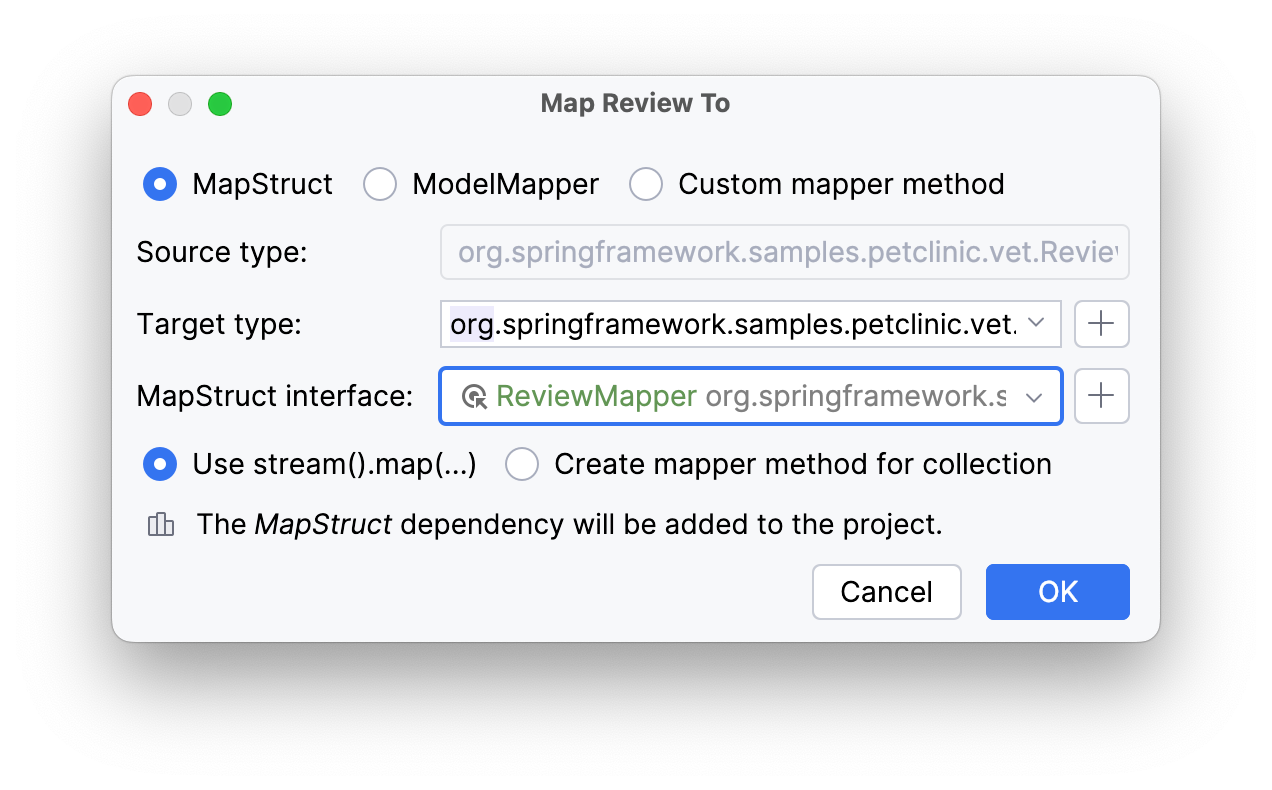 Map Review To
MapStruct ModelMapper Custom mapper method
Source type: org.springframework.samples.petclinic.vet.Review
Target type: org.springframework.samples.petclinic.vet.
MapStruct interface: ReviewMapper org.springframework.s
Use stream().map(...) Create mapper method for collection
The MapStruct dependency will be added to the project.
Cancel OK